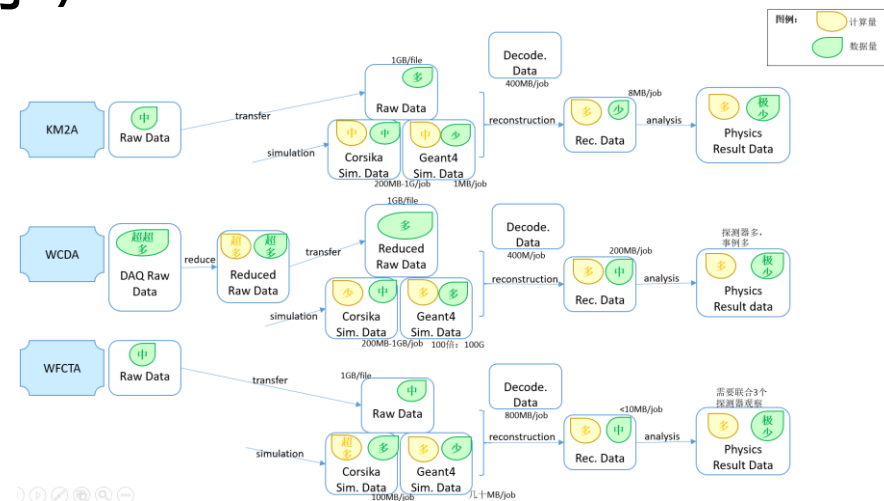 图例：
计算量
数据量
KM2A
中
Raw Data
transfer
1GB/file
多
Raw Data
simulation
中
中
Corsika
Sim. Data
200MB-1G/job
中
少
Geant4
Sim. Data
1MB/job
Decode.
Data
400MB/job
reconstruction
多
少
Rec. Data
8MB/job
analysis
多
极
少
Physics
Result Data
WCDA
超超
多
DAQ Raw
Data
reduce
超
多
超
多
Reduced
Raw Data
transfer
1GB/file
多
Reduced
Raw Data
simulation
少
中
Corsika
Sim. Data
200MB-1GB/job
多
多
Geant4
Sim. Data
100倍：100G
Decode.
Data
400M/job
reconstruction
多
中
Rec. Data
200MB/job
analysis
探测器多，
事例多
多
极
少
Physics
Result data
WFCTA
中
Raw Data
transfer
1GB/file
中
Raw Data
simulation
超
多
多
Corsika
Sim. Data
100MB/job
多
少
Geant4
Sim. Data
几十MB/job
Decode.
Data
800MB/job
reconstruction
多
中
Rec. Data
<10MB/job
analysis
需要联合3个
探测器观察
多
极
少
Physics
Result Data